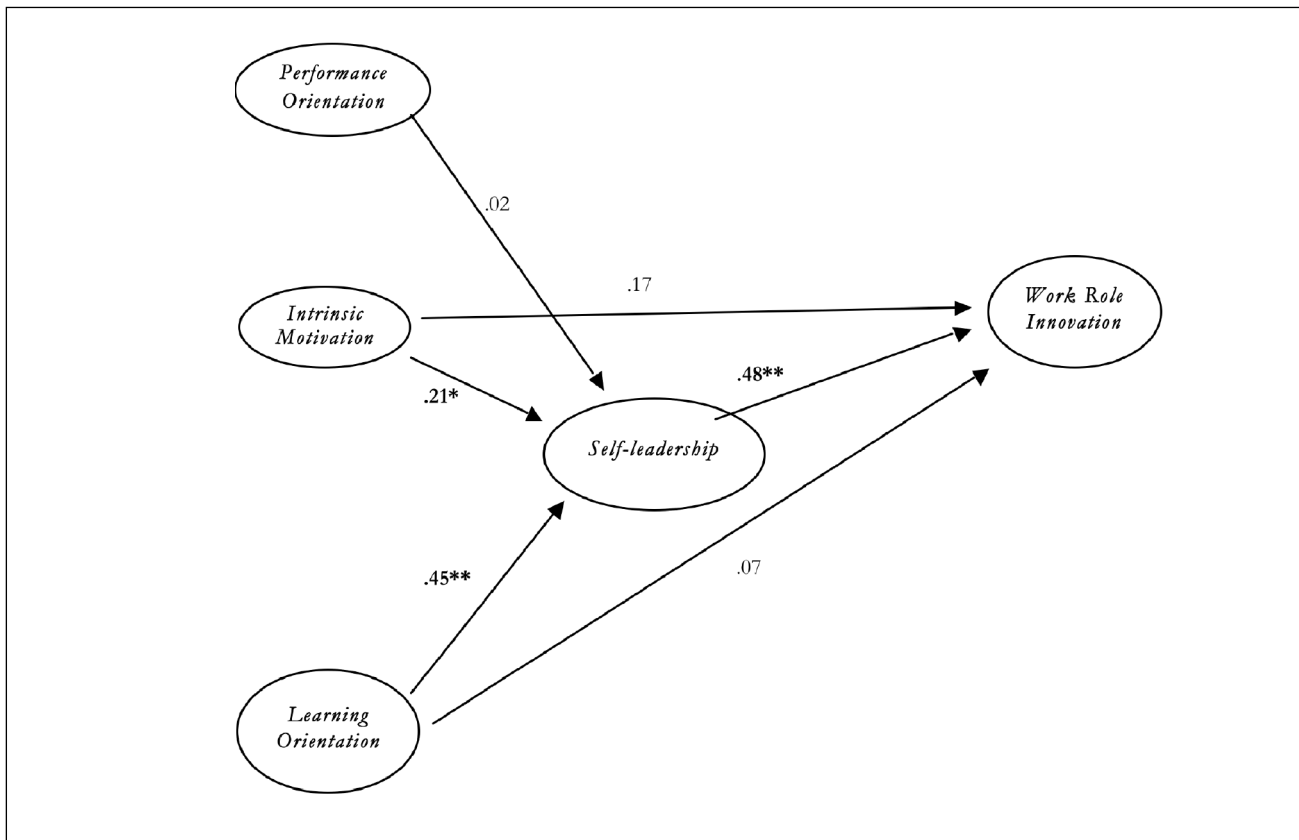 Performance
Orientation
.02
.17
Intrinsic
Motivation
Work Role
Innovation
.48**
.21*
Self-leadership
.45**
.07
Learning
Orientation